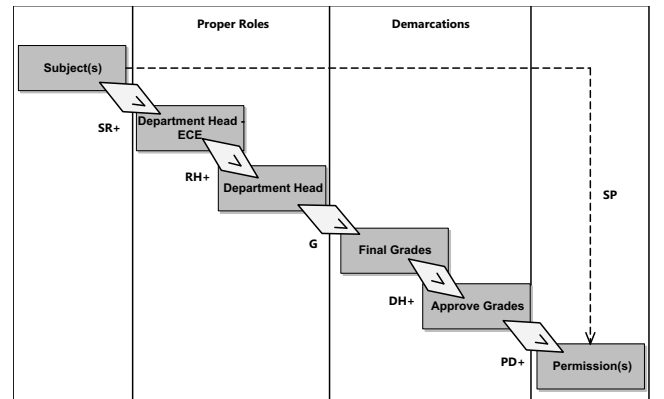 Proper Roles
Demarcations
Subject(s)
SR+
Department Head -
ECE
RH+
Department Head
SP
G
Final Grades
DH+
Approve Grades
PD+
Permission(s)